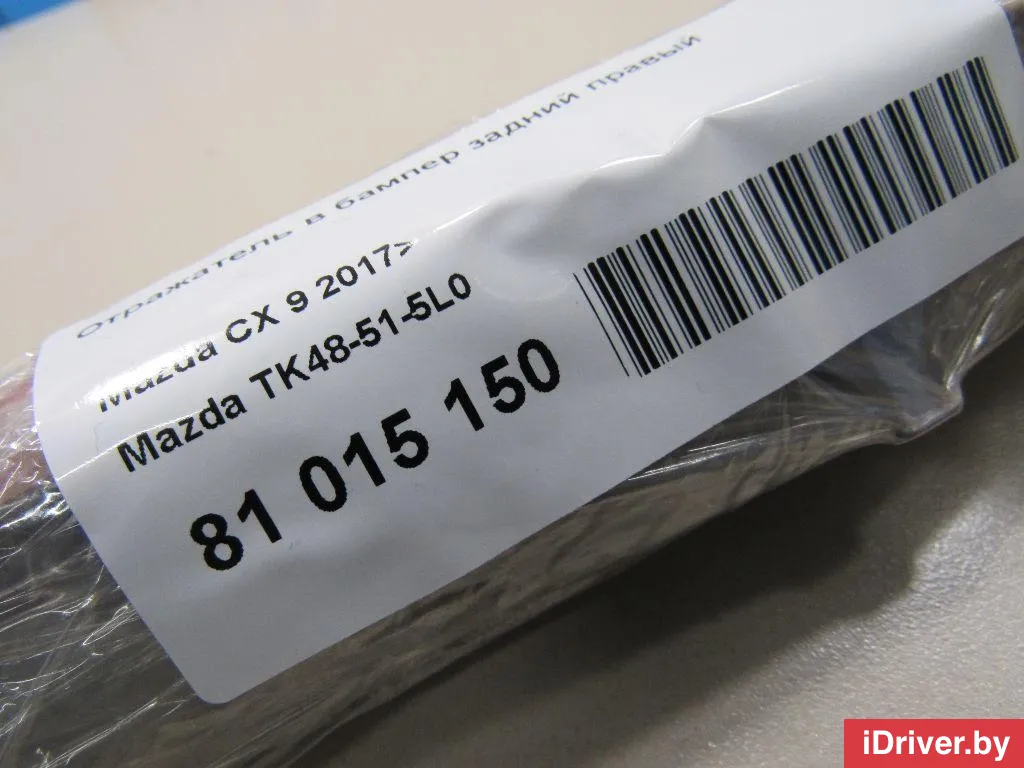 Отражатель в бампер задний правый
Mazda CX 9 2017>
Mazda TK48-51-5L0
81 015 150
iDriver.by